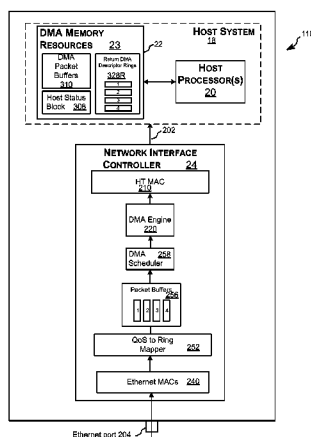 DMA MEMORY
RESOURCES 23
22
HOST SYSTEM
18
110
DMA
Packet
Buffers
310
Host Status
Block 308
Return DMA
Descriptor Rings
328R
1
2
3
4
HOST
PROCESSOR(S)
20
202
NETWORK INTERFACE
CONTROLLER 24
HT MAC
210
DMA Engine
220
DMA 258
Scheduler
Packet Buffers
256
1 2 3 4
QoS to Ring
Mapper 252
Ethernet MACs 240
Ethernet port 204